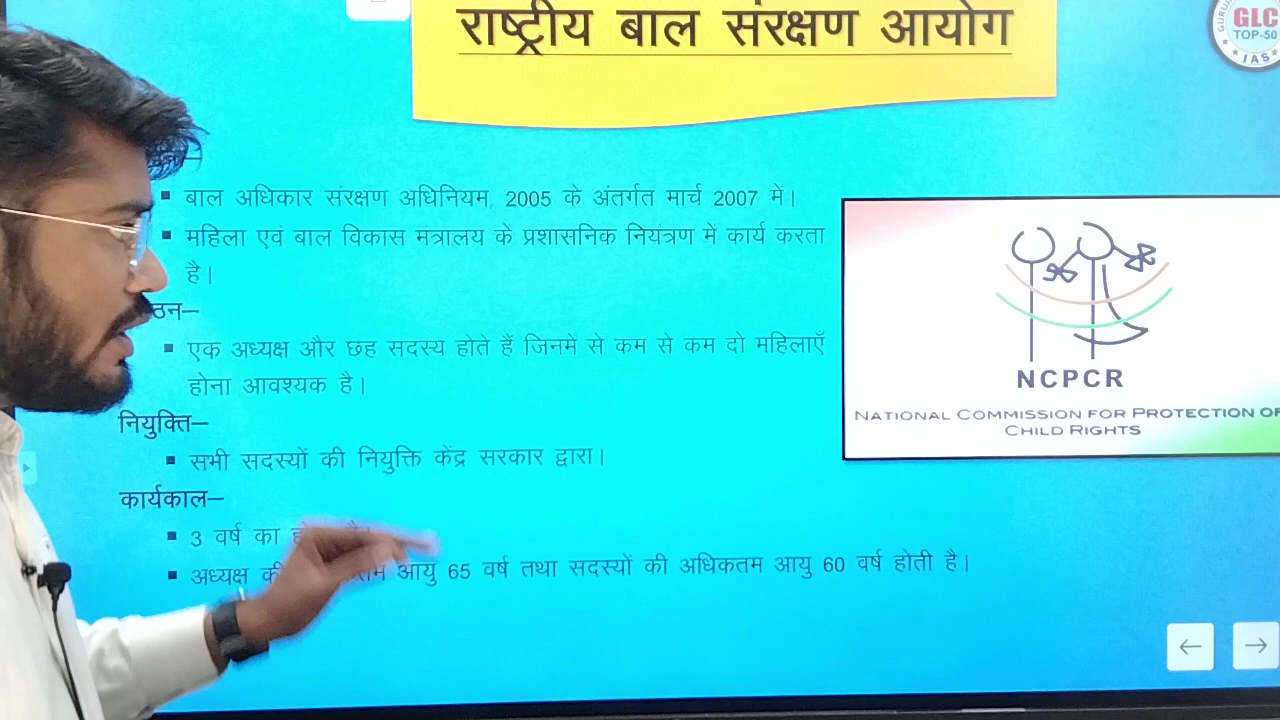 राष्ट्रीय बाल संरक्षण आयोग
GLC
TOP-50
IAS
▪ बाल अधिकार संरक्षण अधिनियम, 2005 के अंतर्गत मार्च 2007 में।
▪ महिला एवं बाल विकास मंत्रालय के प्रशासनिक नियंत्रण में कार्य करता
है।
▪ एक अध्यक्ष और छह सदस्य होते हैं जिनमें से कम से कम दो महिलाएँ
होना आवश्यक है।
नियुक्ति—
▪ सभी सदस्यों की नियुक्ति केंद्र सरकार द्वारा।
कार्यकाल—
▪ 3 वर्ष का
▪ अध्यक्ष आयु 65 वर्ष तथा सदस्यों की अधिकतम आयु 60 वर्ष होती है।
NCPCR
NATIONAL COMMISSION FOR PROTECTION OF
CHILD RIGHTS